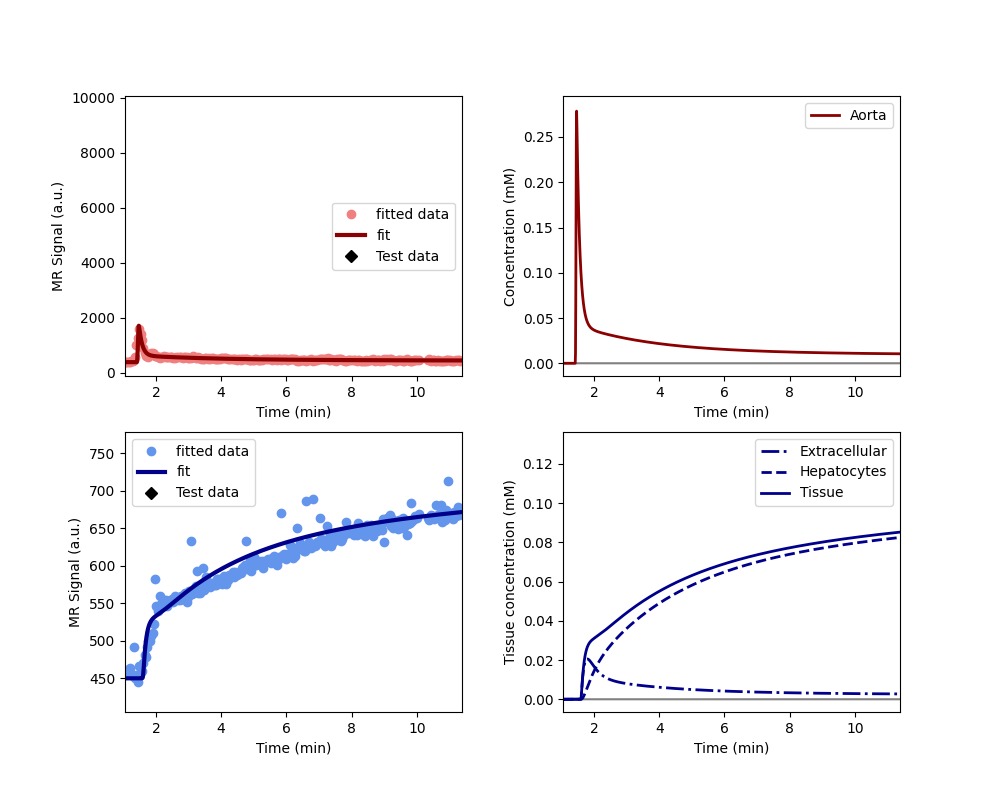 10000
8000
6000
4000
2000
0
MR Signal (a.u.)
fitted data
fit
Test data
2 4 6 8 10
Time (min)
0.25
0.20
0.15
0.10
0.05
0.00
Concentration (mM)
Aorta
2 4 6 8 10
Time (min)
750
700
650
600
550
500
450
MR Signal (a.u.)
fitted data
fit
Test data
2 4 6 8 10
Time (min)
0.12
0.10
0.08
0.06
0.04
0.02
0.00
Tissue concentration (mM)
Extracellular
Hepatocytes
Tissue
2 4 6 8 10
Time (min)